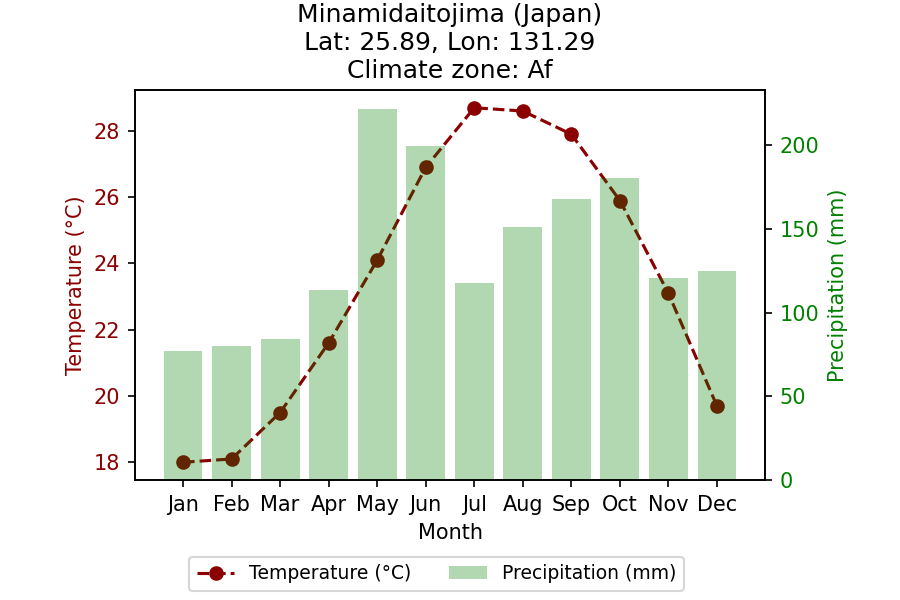 Minamidaitojima (Japan)
Lat: 25.89, Lon: 131.29
Climate zone: Af
Temperature (°C)
28
26
24
22
20
18
Precipitation (mm)
200
150
100
50
0
Jan Feb Mar Apr May Jun Jul Aug Sep Oct Nov Dec
Month
Temperature (°C) Precipitation (mm)